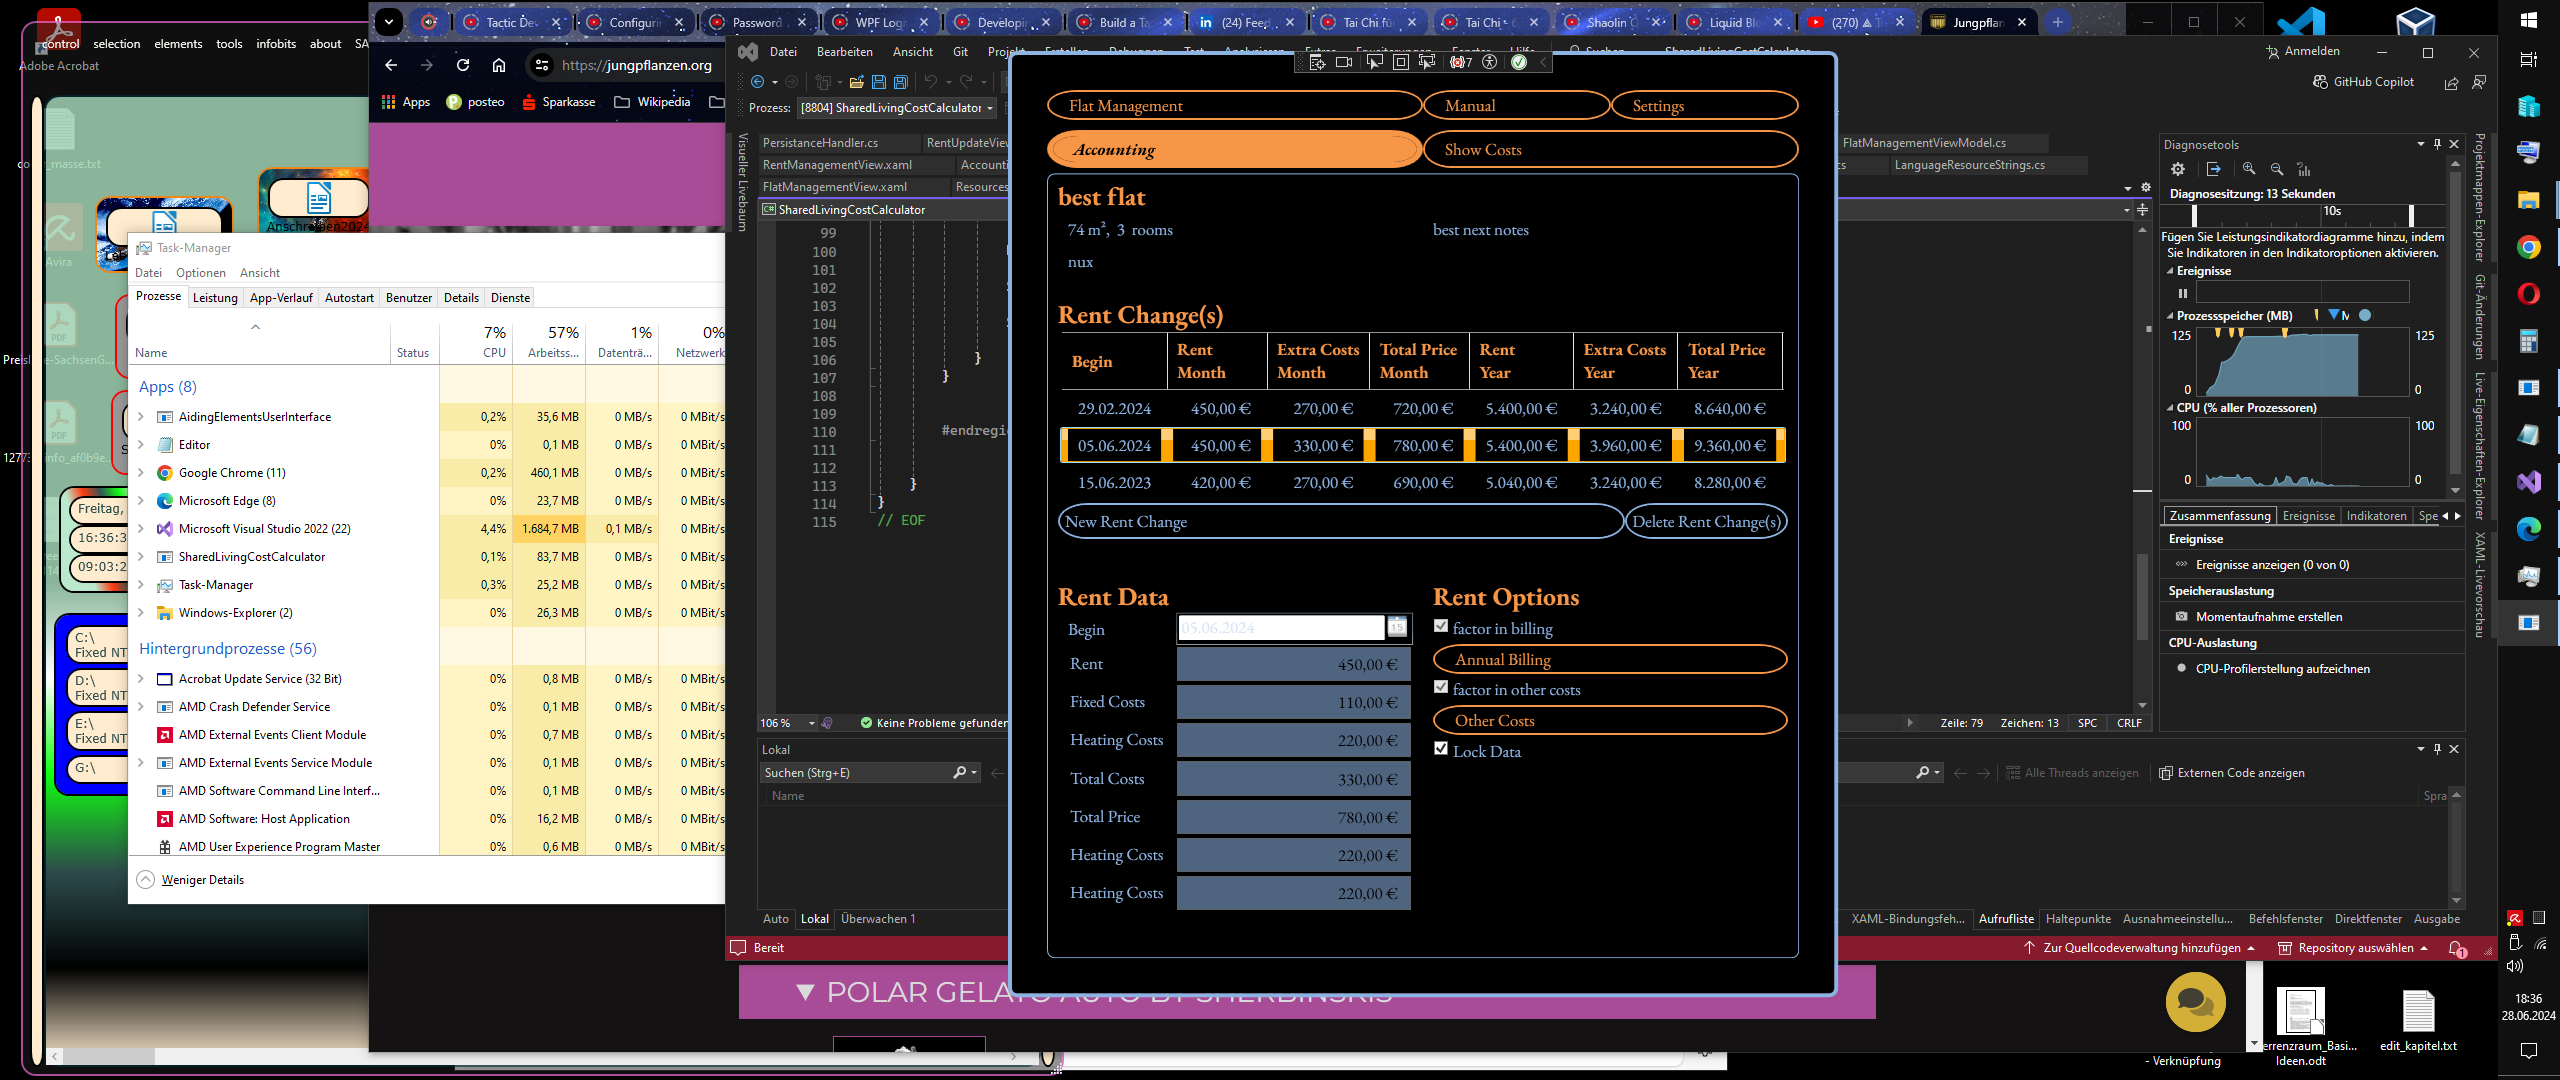 control
selection
elements
tools
infobits
about
SA
Adobe Acrobat
Avira
Anschreiben2024
Freitag,
C:\
Fixed NT
D:\
Fixed NT
E:\
Fixed NT
G:\
Tactic De
Configuri
Password
WPF Logi
Developin
Build a Ta
(24) Feed
Tai Chi fü
Tai Chi - 6
Shaolin Q
Liquid Blo
Jungpflan
https://jungpflanzen.org
Apps
posteo
Sparkasse
Wikipedia
Task-Manager
Datei
Optionen
Ansicht
Prozesse
Leistung
App-Verlauf
Autostart
Benutzer
Details
Dienste
7%
57%
1%
0%
Name
Status
CPU
Arbeitss...
Datenträ...
Netzwerk
Apps (8)
AidingElementsUserInterface 0,2% 35,6 MB 0 MB/s 0 MBit/s
Editor 0% 0,1 MB 0 MB/s 0 MBit/s
Google Chrome (11) 0,2% 460,1 MB 0 MB/s 0 MBit/s
Microsoft Edge (8) 0% 23,7 MB 0 MB/s 0 MBit/s
Microsoft Visual Studio 2022 (22) 4,4% 1.684,7 MB 0,1 MB/s 0 MBit/s
SharedLivingCostCalculator 0,1% 83,7 MB 0 MB/s 0 MBit/s
Task-Manager 0,3% 25,2 MB 0 MB/s 0 MBit/s
Windows-Explorer (2) 0% 26,3 MB 0 MB/s 0 MBit/s
Hintergrundprozesse (56)
Acrobat Update Service (32 Bit) 0% 0,8 MB 0 MB/s 0 MBit/s
AMD Crash Defender Service 0% 0,1 MB 0 MB/s 0 MBit/s
AMD External Events Client Module 0% 0,7 MB 0 MB/s 0 MBit/s
AMD External Events Service Module 0% 0,1 MB 0 MB/s 0 MBit/s
AMD Software Command Line Interf... 0% 0,1 MB 0 MB/s 0 MBit/s
AMD Software: Host Application 0% 16,2 MB 0 MB/s 0 MBit/s
AMD User Experience Program Master 0% 0,6 MB 0 MB/s 0 MBit/s
Weniger Details
Datei
Bearbeiten
Ansicht
Git
Anmelden
GitHub Copilot
Prozess: [8804] SharedLivingCostCalculator
Visueller Livebaum
PersistanceHandler.cs
RentUpdateView
RentManagementView.xaml
Accounti
FlatManagementView.xaml
Resources
FlatManagementViewModel.cs
LanguageResourceStrings.cs
SharedLivingCostCalculator
99
100
101
102
103
104
105
106 }
107 }
108
109
110 #endregi
111
112
113 }
114 }
115 // EOF
106 %
Keine Probleme gefunden
Zeile: 79
Zeichen: 13
SPC
CRLF
Lokal
Suchen (Strg+E)
Name
Auto
Lokal
Überwachen 1
Bereit
Flat Management
Manual
Settings
Accounting
Show Costs
best flat
74 m², 3 rooms
best next notes
nux
Rent Change(s)
Begin
Rent Month
Extra Costs Month
Total Price Month
Rent Year
Extra Costs Year
Total Price Year
29.02.2024 450,00 € 270,00 € 720,00 € 5.400,00 € 3.240,00 € 8.640,00 €
05.06.2024 450,00 € 330,00 € 780,00 € 5.400,00 € 3.960,00 € 9.360,00 €
15.06.2023 420,00 € 270,00 € 690,00 € 5.040,00 € 3.240,00 € 8.280,00 €
New Rent Change
Delete Rent Change(s)
Rent Data
Begin 05.06.2024 15
Rent 450,00 €
Fixed Costs 110,00 €
Heating Costs 220,00 €
Total Costs 330,00 €
Total Price 780,00 €
Heating Costs 220,00 €
Heating Costs 220,00 €
Rent Options
factor in billing
Annual Billing
factor in other costs
Other Costs
Lock Data
Diagnosetools
Diagnosesitzung: 13 Sekunden
10s
Fügen Sie Leistungsindikatordiagramme hinzu, indem
Sie Indikatoren in den Indikatoroptionen aktivieren.
Ereignisse
Prozessspeicher (MB)
125 125
0 0
CPU (% aller Prozessoren)
100 100
0 0
Zusammenfassung
Ereignisse
Indikatoren
Spe
Ereignisse
Ereignisse anzeigen (0 von 0)
Speicherauslastung
Momentaufnahme erstellen
CPU-Auslastung
CPU-Profilerstellung aufzeichnen
Projektmappen-Explorer
Git-Änderungen
Live-Eigenschaften-Explorer
XAML-Livevorschau
Alle Threads anzeigen
Externen Code anzeigen
Spra
XAML-Bindungsfeh...
Aufrufliste
Haltepunkte
Ausnahmeeinstellu...
Befehlsfenster
Direktfenster
Ausgabe
Zur Quellcodeverwaltung hinzufügen
Repository auswählen
POLAR GELATO AUTO BY SHERBINSKIS
- Verknüpfung
errenzraum_Basi...
Ideen.odt
edit_kapitel.txt
18:36
28.06.2024